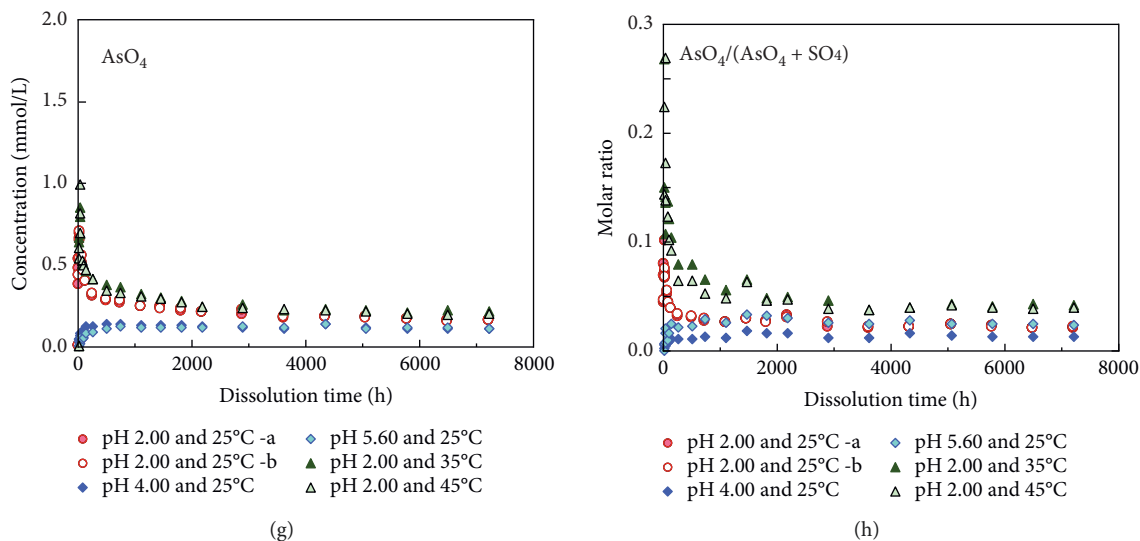 2.0
1.5
1.0
0.5
0.0
Concentration (mmol/L)
AsO4
0
2000
4000
6000
8000
Dissolution time (h)
pH 2.00 and 25°C -a
pH 2.00 and 25°C -b
pH 4.00 and 25°C
pH 5.60 and 25°C
pH 2.00 and 35°C
pH 2.00 and 45°C
(g)
0.3
0.2
0.1
0.0
Molar ratio
AsO4/(AsO4 + SO4)
0
2000
4000
6000
8000
Dissolution time (h)
pH 2.00 and 25°C -a
pH 2.00 and 25°C -b
pH 4.00 and 25°C
pH 5.60 and 25°C
pH 2.00 and 35°C
pH 2.00 and 45°C
(h)